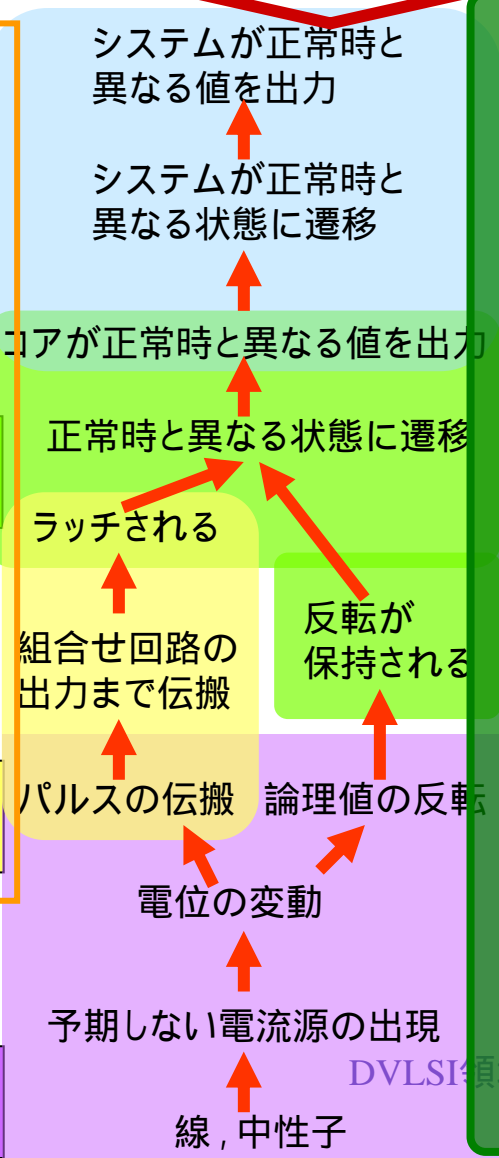 システムが正常時と
異なる値を出力
システムが正常時と
異なる状態に遷移
コアが正常時と異なる値を出力
正常時と異なる状態に遷移
ラッチされる
反転が
保持される
組合せ回路の
出力まで伝搬
パルスの伝搬 論理値の反転
電位の変動
予期しない電流源の出現
DVLSI領
線 , 中性子